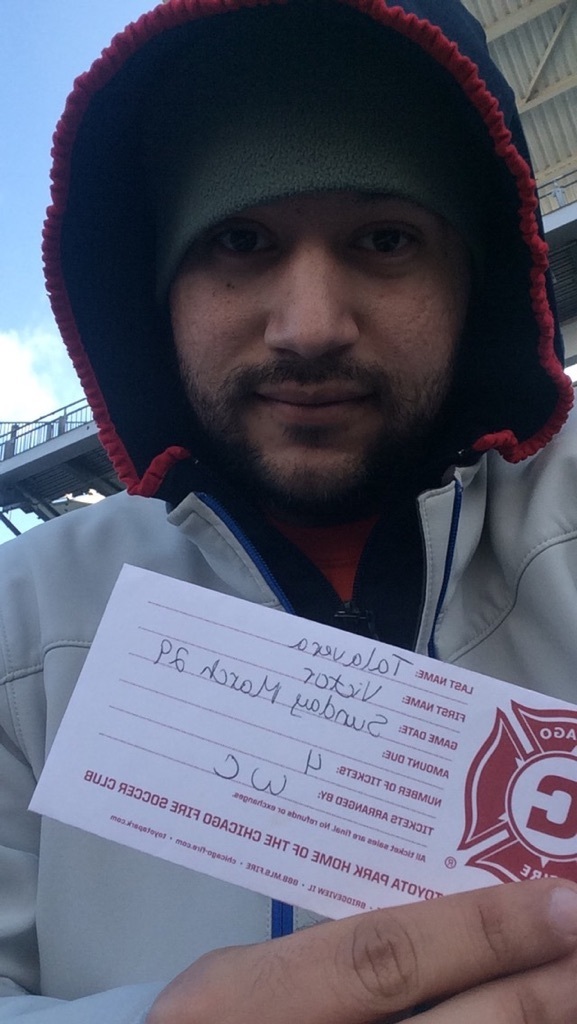 LAST NAME: Talavera
FIRST NAME: Victor
GAME DATE: Sunday March 29
AMOUNT DUE:
NUMBER OF TICKETS: 4
TICKETS ARRANGED BY: WC
All ticket sales are final. No refunds or exchanges.
TOYOTA PARK HOME OF THE CHICAGO FIRE SOCCER CLUB
BRIDGEVIEW IL • 888.MLS.FIRE • chicago-fire.com • toyotapark.com
CAGO
C
FIRE
®